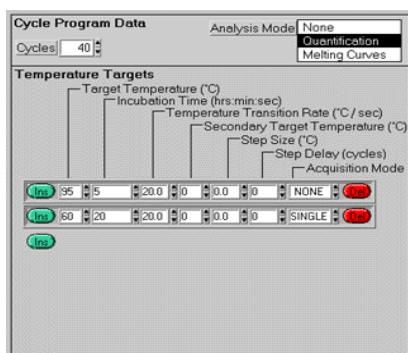 Cycle Program Data
Analysis Mode
None
Quantification
Melting Curves
Cycles 40
Temperature Targets
Target Temperature (°C)
Incubation Time (hrs:min:sec)
Temperature Transition Rate (°C / sec)
Secondary Target Temperature (°C)
Step Size (°C)
Step Delay (cycles)
Acquisition Mode
Ins 95 5 20.0 0 0.0 0 NONE Del
Ins 60 20 20.0 0 0.0 0 SINGLE Del
Ins